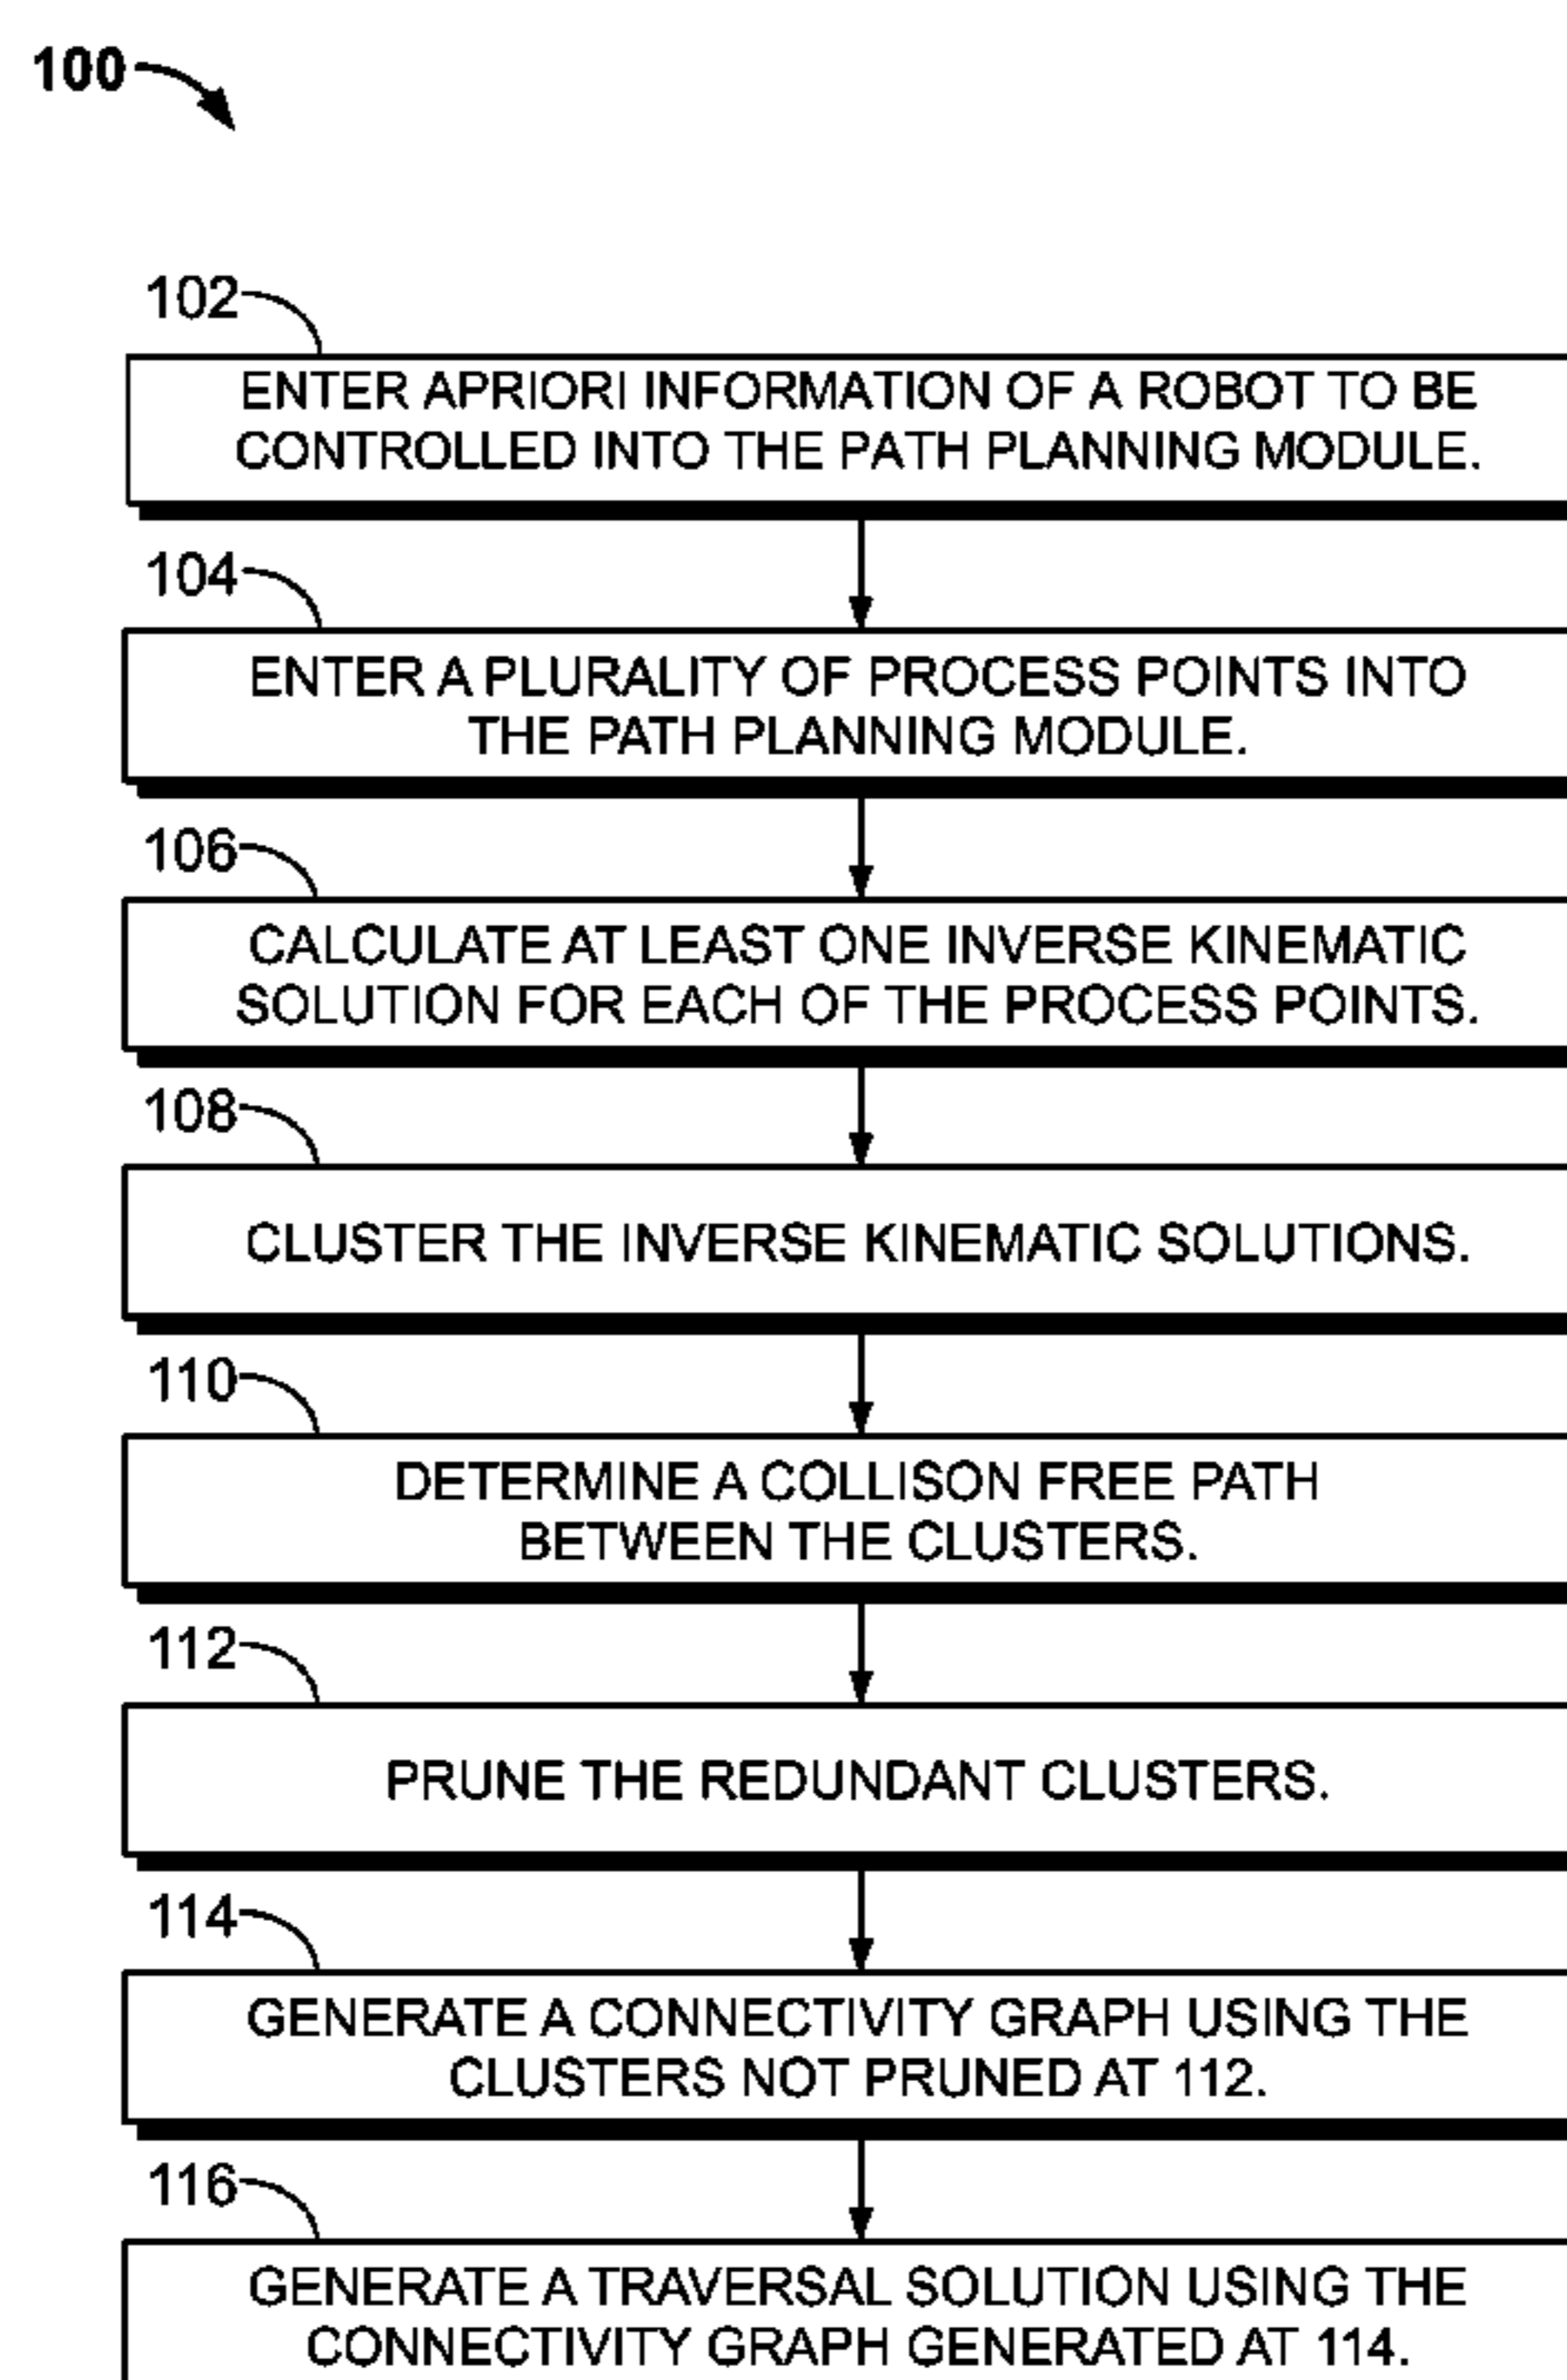 100
102
ENTER APRIORI INFORMATION OF A ROBOT TO BE
CONTROLLED INTO THE PATH PLANNING MODULE.
104
ENTER A PLURALITY OF PROCESS POINTS INTO
THE PATH PLANNING MODULE.
106
CALCULATE AT LEAST ONE INVERSE KINEMATIC
SOLUTION FOR EACH OF THE PROCESS POINTS.
108
CLUSTER THE INVERSE KINEMATIC SOLUTIONS.
110
DETERMINE A COLLISON FREE PATH
BETWEEN THE CLUSTERS.
112
PRUNE THE REDUNDANT CLUSTERS.
114
GENERATE A CONNECTIVITY GRAPH USING THE
CLUSTERS NOT PRUNED AT 112.
116
GENERATE A TRAVERSAL SOLUTION USING THE
CONNECTIVITY GRAPH GENERATED AT 114.